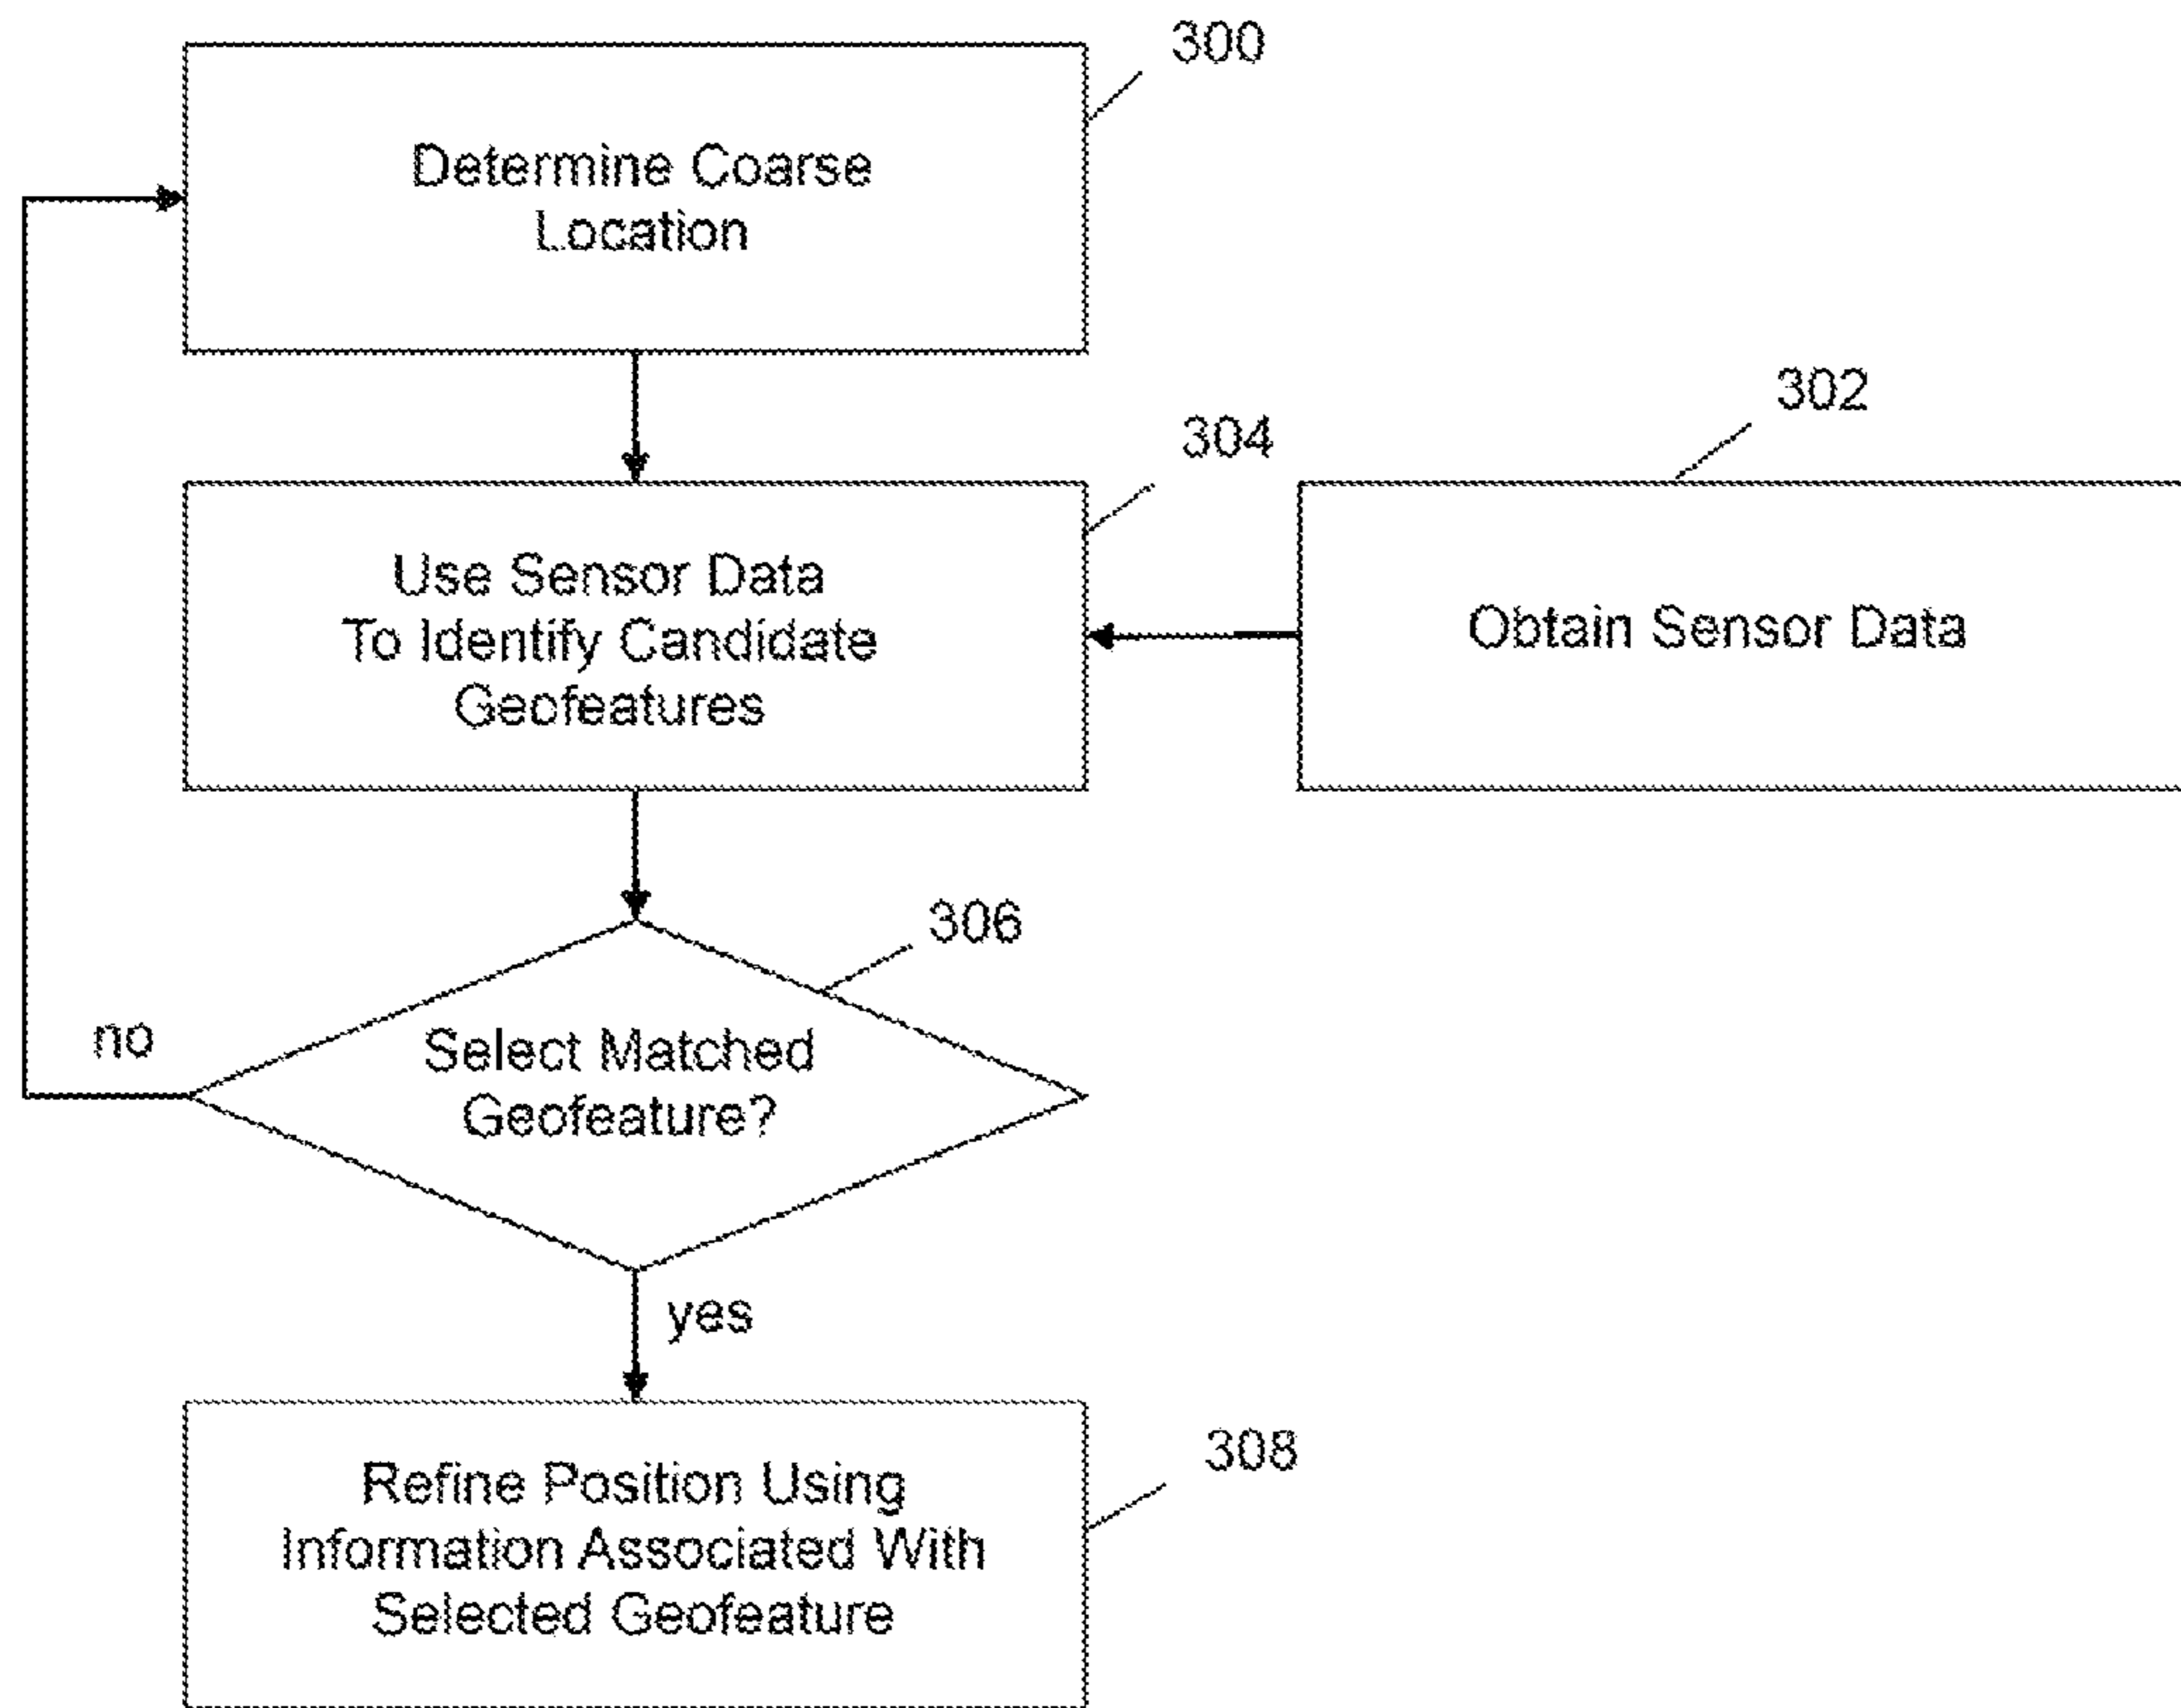 300
Determine Coarse
Location
302
304
Use Sensor Data
To Identify Candidate
Geofeatures
Obtain Sensor Data
306
no
Select Matched
Geofeature?
yes
308
Refine Position Using
Information Associated With
Selected Geofeature